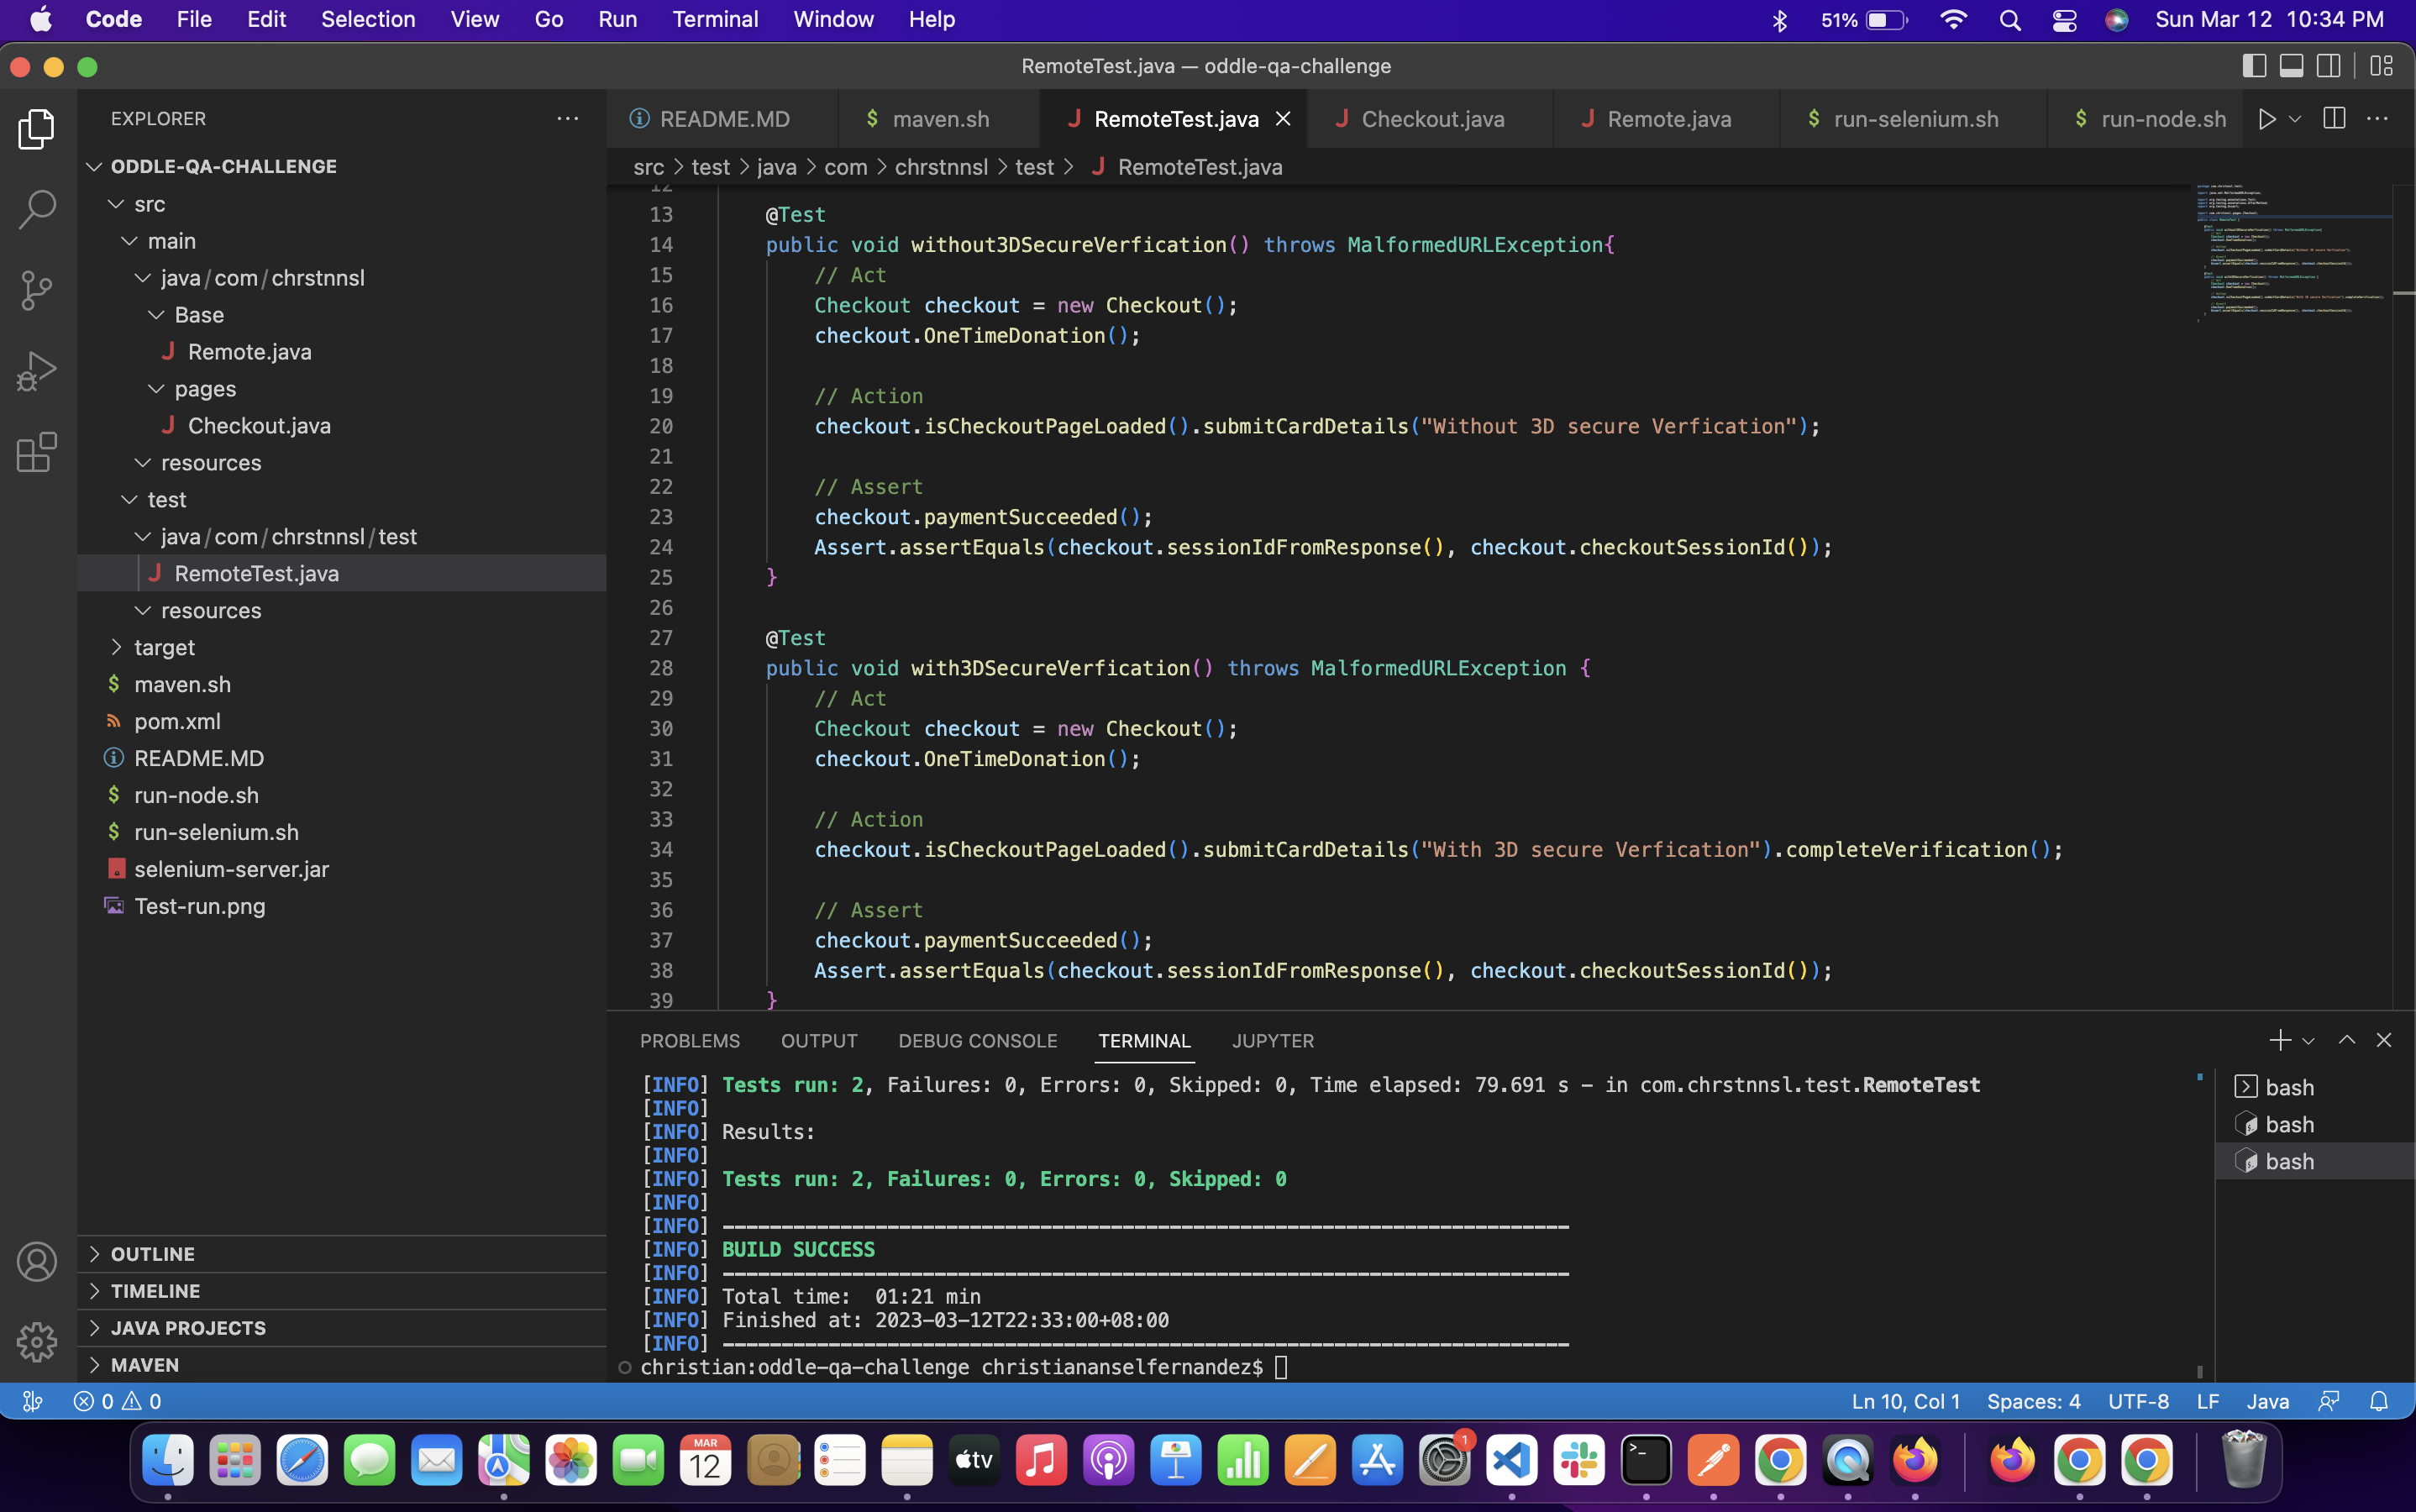 Code File Edit Selection View Go Run Terminal Window Help 51% Sun Mar 12 10:34 PM
RemoteTest.java — oddle-qa-challenge
EXPLORER
README.MD $ maven.sh J RemoteTest.java J Checkout.java J Remote.java $ run-selenium.sh $ run-node.sh
src > test > java > com > chrstnnsl > test > J RemoteTest.java
ODDLE-QA-CHALLENGE
src
main
java/com/chrstnnsl
Base
J Remote.java
pages
J Checkout.java
resources
test
java/com/chrstnnsl/test
J RemoteTest.java
resources
target
$ maven.sh
pom.xml
README.MD
$ run-node.sh
$ run-selenium.sh
selenium-server.jar
Test-run.png
OUTLINE
TIMELINE
JAVA PROJECTS
MAVEN
12
13 @Test
14 public void without3DSecureVerfication() throws MalformedURLException{
15 // Act
16 Checkout checkout = new Checkout();
17 checkout.OneTimeDonation();
18
19 // Action
20 checkout.isCheckoutPageLoaded().submitCardDetails("Without 3D secure Verfication");
21
22 // Assert
23 checkout.paymentSucceeded();
24 Assert.assertEquals(checkout.sessionIdFromResponse(), checkout.checkoutSessionId());
25 }
26
27 @Test
28 public void with3DSecureVerfication() throws MalformedURLException {
29 // Act
30 Checkout checkout = new Checkout();
31 checkout.OneTimeDonation();
32
33 // Action
34 checkout.isCheckoutPageLoaded().submitCardDetails("With 3D secure Verfication").completeVerification();
35
36 // Assert
37 checkout.paymentSucceeded();
38 Assert.assertEquals(checkout.sessionIdFromResponse(), checkout.checkoutSessionId());
39 }
PROBLEMS OUTPUT DEBUG CONSOLE TERMINAL JUPYTER
[INFO] Tests run: 2, Failures: 0, Errors: 0, Skipped: 0, Time elapsed: 79.691 s - in com.chrstnnsl.test.RemoteTest
[INFO]
[INFO] Results:
[INFO]
[INFO] Tests run: 2, Failures: 0, Errors: 0, Skipped: 0
[INFO]
[INFO] ------------------------------------------------------------------------
[INFO] BUILD SUCCESS
[INFO] ------------------------------------------------------------------------
[INFO] Total time:  01:21 min
[INFO] Finished at: 2023-03-12T22:33:00+08:00
[INFO] ------------------------------------------------------------------------
christian:oddle-qa-challenge christiananselfernandez$
bash
bash
bash
0 0 Ln 10, Col 1 Spaces: 4 UTF-8 LF Java
MAR
12
tv
1